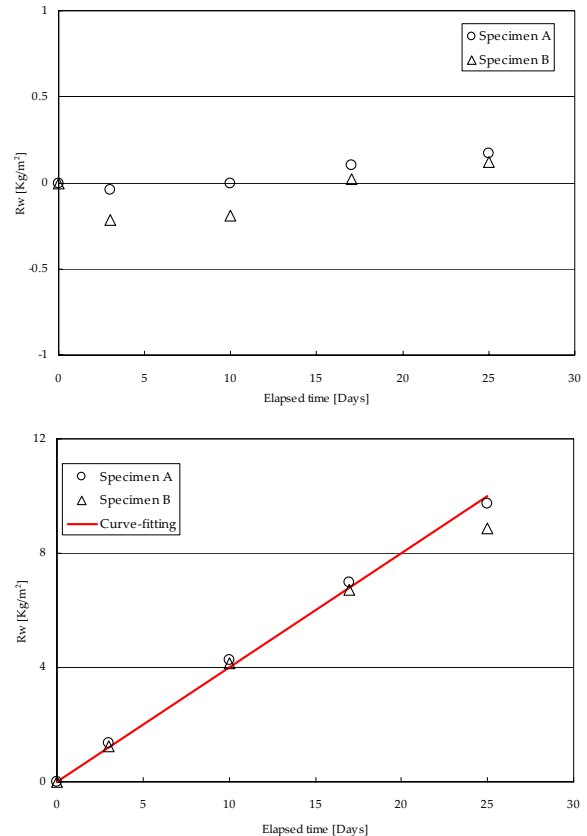 1
0.5
0
-0.5
-1
Rw [Kg/m²]
Specimen A
Specimen B
0 5 10 15 20 25 30
Elapsed time [Days]
12
8
4
0
Rw [Kg/m²]
Specimen A
Specimen B
Curve-fitting
0 5 10 15 20 25 30
Elapsed time [Days]